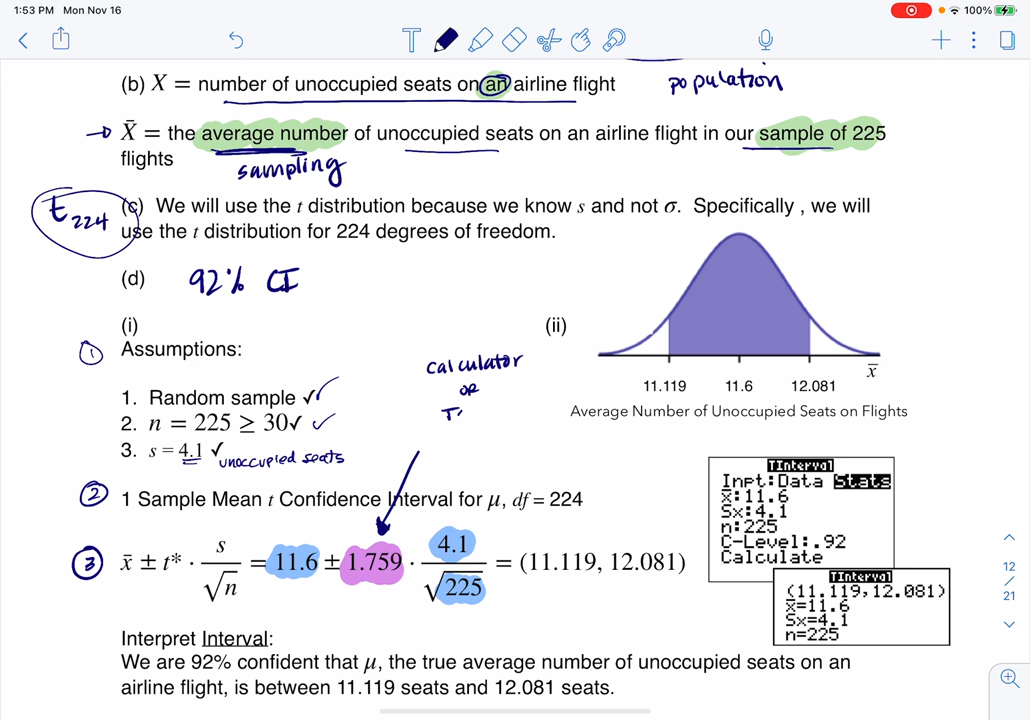 1:53 PM Mon Nov 16
100%
T
(b) X = number of unoccupied seats on an airline flight
population
X̄ = the average number of unoccupied seats on an airline flight in our sample of 225
flights
sampling
t₂₂₄
(c) We will use the t distribution because we know s and not σ. Specifically , we will
use the t distribution for 224 degrees of freedom.
(d) 92% CI
(i)
(ii)
① Assumptions:
1. Random sample ✓
2. n = 225 ≥ 30✓
3. s = 4.1 ✓ unoccupied seats
calculator
or
T
11.119 11.6 12.081 x̄
Average Number of Unoccupied Seats on Flights
② 1 Sample Mean t Confidence Interval for μ, df = 224
③ x̄ ± t* · s/√n = 11.6 ± 1.759 · 4.1/√225 = (11.119, 12.081)
TInterval
Inpt:Data Stats
x̄:11.6
Sx:4.1
n:225
C-Level:.92
Calculate
TInterval
(11.119,12.081)
x̄=11.6
Sx=4.1
n=225
Interpret Interval:
We are 92% confident that μ, the true average number of unoccupied seats on an
airline flight, is between 11.119 seats and 12.081 seats.
12
/
21